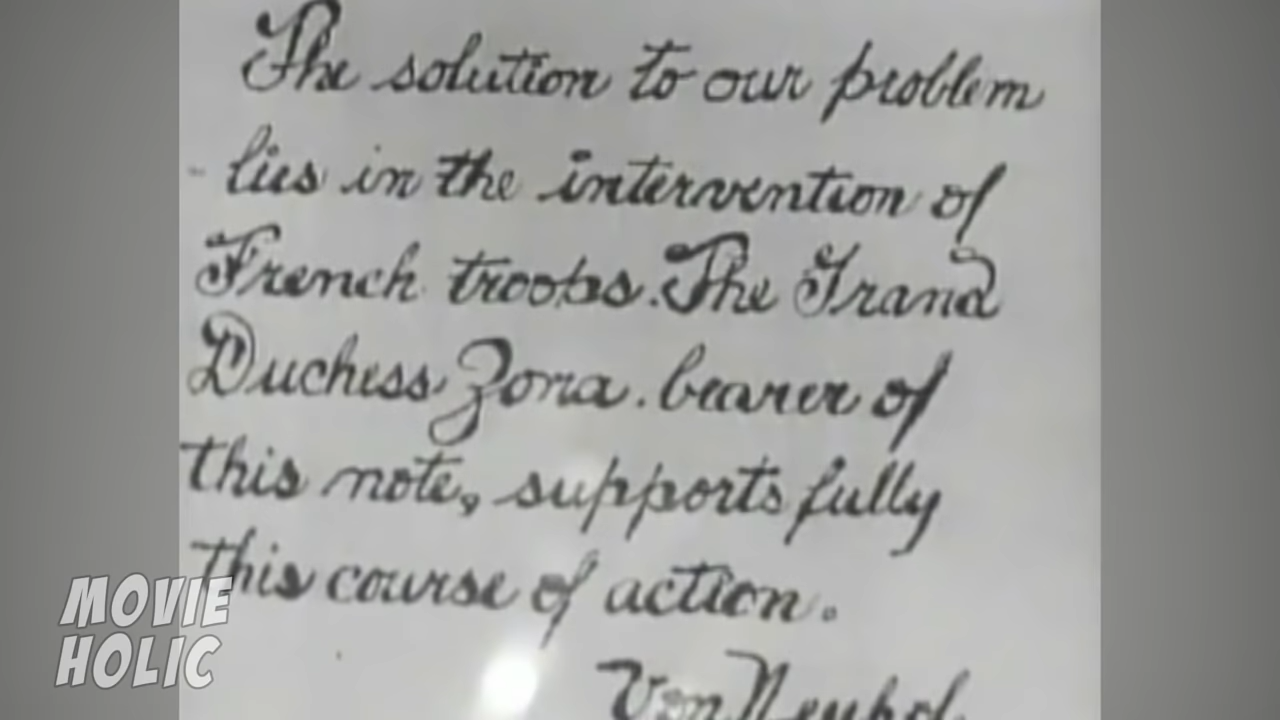 The solution to our problem
lies in the intervention of
French troops. The Grand
Duchess Zona. bearer of
this note, supports fully
this course of action.
Von
MOVIE
HOLIC